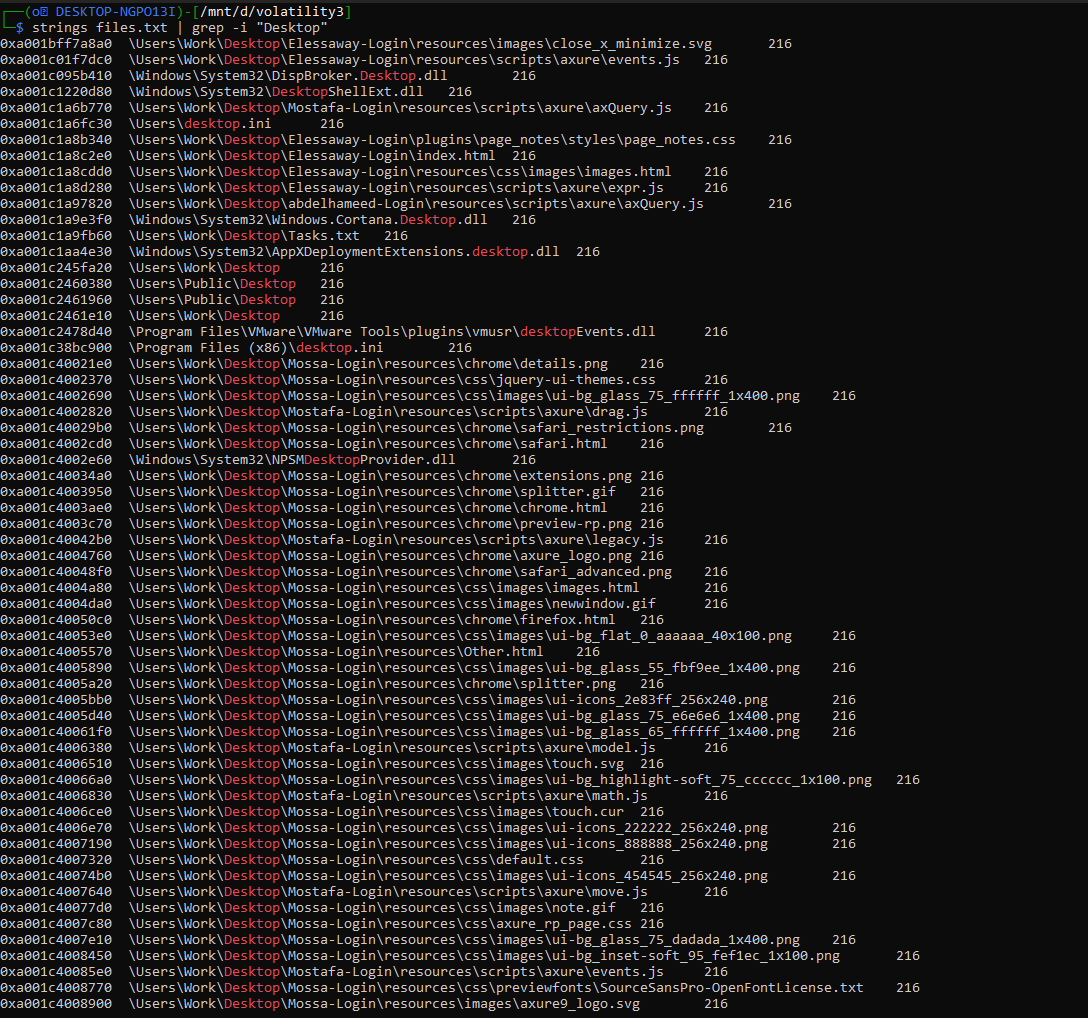 ┌──(o㉿ DESKTOP-NGPO13I)-[/mnt/d/volatility3]
└─$ strings files.txt | grep -i "Desktop"
0xa001bff7a8a0 \Users\Work\Desktop\Elessaway-Login\resources\images\close_x_minimize.svg 216
0xa001c01f7dc0 \Users\Work\Desktop\Elessaway-Login\resources\scripts\axure\events.js 216
0xa001c095b410 \Windows\System32\DispBroker.Desktop.dll 216
0xa001c1220d80 \Windows\System32\DesktopShellExt.dll 216
0xa001c1a6b770 \Users\Work\Desktop\Mostafa-Login\resources\scripts\axure\axQuery.js 216
0xa001c1a6fc30 \Users\desktop.ini 216
0xa001c1a8b340 \Users\Work\Desktop\Elessaway-Login\plugins\page_notes\styles\page_notes.css 216
0xa001c1a8c2e0 \Users\Work\Desktop\Elessaway-Login\index.html 216
0xa001c1a8cdd0 \Users\Work\Desktop\Elessaway-Login\resources\css\images\images.html 216
0xa001c1a8d280 \Users\Work\Desktop\Elessaway-Login\resources\scripts\axure\expr.js 216
0xa001c1a97820 \Users\Work\Desktop\abdelhameed-Login\resources\scripts\axure\axQuery.js 216
0xa001c1a9e3f0 \Windows\System32\Windows.Cortana.Desktop.dll 216
0xa001c1a9fb60 \Users\Work\Desktop\Tasks.txt 216
0xa001c1aa4e30 \Windows\System32\AppXDeploymentExtensions.desktop.dll 216
0xa001c245fa20 \Users\Work\Desktop 216
0xa001c2460380 \Users\Public\Desktop 216
0xa001c2461960 \Users\Public\Desktop 216
0xa001c2461e10 \Users\Work\Desktop 216
0xa001c2478d40 \Program Files\VMware\VMware Tools\plugins\vmusr\desktopEvents.dll 216
0xa001c38bc900 \Program Files (x86)\desktop.ini 216
0xa001c40021e0 \Users\Work\Desktop\Mossa-Login\resources\chrome\details.png 216
0xa001c4002370 \Users\Work\Desktop\Mossa-Login\resources\css\jquery-ui-themes.css 216
0xa001c4002690 \Users\Work\Desktop\Mossa-Login\resources\css\images\ui-bg_glass_75_ffffff_1x400.png 216
0xa001c4002820 \Users\Work\Desktop\Mostafa-Login\resources\scripts\axure\drag.js 216
0xa001c40029b0 \Users\Work\Desktop\Mossa-Login\resources\chrome\safari_restrictions.png 216
0xa001c4002cd0 \Users\Work\Desktop\Mossa-Login\resources\chrome\safari.html 216
0xa001c4002e60 \Windows\System32\NPSMDesktopProvider.dll 216
0xa001c40034a0 \Users\Work\Desktop\Mossa-Login\resources\chrome\extensions.png 216
0xa001c4003950 \Users\Work\Desktop\Mossa-Login\resources\chrome\splitter.gif 216
0xa001c4003ae0 \Users\Work\Desktop\Mossa-Login\resources\chrome\chrome.html 216
0xa001c4003c70 \Users\Work\Desktop\Mossa-Login\resources\chrome\preview-rp.png 216
0xa001c40042b0 \Users\Work\Desktop\Mostafa-Login\resources\scripts\axure\legacy.js 216
0xa001c4004760 \Users\Work\Desktop\Mossa-Login\resources\chrome\axure_logo.png 216
0xa001c40048f0 \Users\Work\Desktop\Mossa-Login\resources\chrome\safari_advanced.png 216
0xa001c4004a80 \Users\Work\Desktop\Mossa-Login\resources\css\images\images.html 216
0xa001c4004da0 \Users\Work\Desktop\Mossa-Login\resources\css\images\newwindow.gif 216
0xa001c40050c0 \Users\Work\Desktop\Mossa-Login\resources\chrome\firefox.html 216
0xa001c40053e0 \Users\Work\Desktop\Mossa-Login\resources\css\images\ui-bg_flat_0_aaaaaa_40x100.png 216
0xa001c4005570 \Users\Work\Desktop\Mossa-Login\resources\Other.html 216
0xa001c4005890 \Users\Work\Desktop\Mossa-Login\resources\css\images\ui-bg_glass_55_fbf9ee_1x400.png 216
0xa001c4005a20 \Users\Work\Desktop\Mossa-Login\resources\chrome\splitter.png 216
0xa001c4005bb0 \Users\Work\Desktop\Mossa-Login\resources\css\images\ui-icons_2e83ff_256x240.png 216
0xa001c4005d40 \Users\Work\Desktop\Mossa-Login\resources\css\images\ui-bg_glass_75_e6e6e6_1x400.png 216
0xa001c40061f0 \Users\Work\Desktop\Mossa-Login\resources\css\images\ui-bg_glass_65_ffffff_1x400.png 216
0xa001c4006380 \Users\Work\Desktop\Mostafa-Login\resources\scripts\axure\model.js 216
0xa001c4006510 \Users\Work\Desktop\Mossa-Login\resources\css\images\touch.svg 216
0xa001c40066a0 \Users\Work\Desktop\Mossa-Login\resources\css\images\ui-bg_highlight-soft_75_cccccc_1x100.png 216
0xa001c4006830 \Users\Work\Desktop\Mostafa-Login\resources\scripts\axure\math.js 216
0xa001c4006ce0 \Users\Work\Desktop\Mossa-Login\resources\css\images\touch.cur 216
0xa001c4006e70 \Users\Work\Desktop\Mossa-Login\resources\css\images\ui-icons_222222_256x240.png 216
0xa001c4007190 \Users\Work\Desktop\Mossa-Login\resources\css\images\ui-icons_888888_256x240.png 216
0xa001c4007320 \Users\Work\Desktop\Mossa-Login\resources\css\default.css 216
0xa001c40074b0 \Users\Work\Desktop\Mossa-Login\resources\css\images\ui-icons_454545_256x240.png 216
0xa001c4007640 \Users\Work\Desktop\Mostafa-Login\resources\scripts\axure\move.js 216
0xa001c40077d0 \Users\Work\Desktop\Mossa-Login\resources\css\images\note.gif 216
0xa001c4007c80 \Users\Work\Desktop\Mossa-Login\resources\css\axure_rp_page.css 216
0xa001c4007e10 \Users\Work\Desktop\Mossa-Login\resources\css\images\ui-bg_glass_75_dadada_1x400.png 216
0xa001c4008450 \Users\Work\Desktop\Mossa-Login\resources\css\images\ui-bg_inset-soft_95_fef1ec_1x100.png 216
0xa001c40085e0 \Users\Work\Desktop\Mostafa-Login\resources\scripts\axure\events.js 216
0xa001c4008770 \Users\Work\Desktop\Mossa-Login\resources\css\previewfonts\SourceSansPro-OpenFontLicense.txt 216
0xa001c4008900 \Users\Work\Desktop\Mossa-Login\resources\images\axure9_logo.svg 216